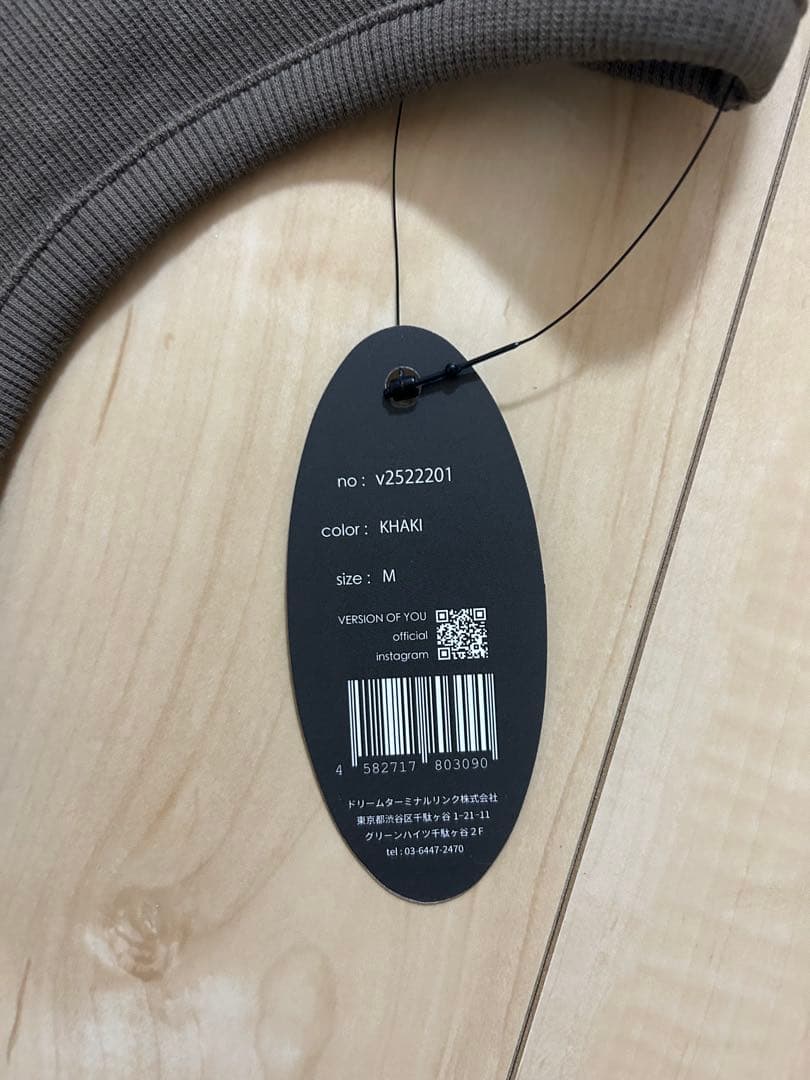 no : v2522201
color : KHAKI
size : M
VERSION OF YOU
official
instagram
4 582717 803090
ドリームターミナルリンク株式会社
東京都渋谷区千駄ヶ谷 1-21-11
グリーンハイツ千駄ヶ谷 2 F
tel : 03-6447-2470